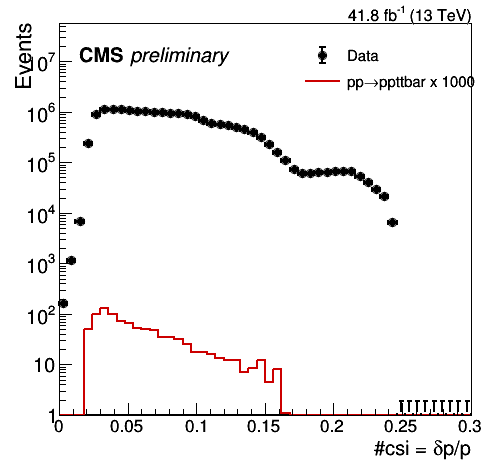 41.8 fb⁻¹ (13 TeV)
Events
CMS preliminary
Data
pp→ppttbar x 1000
10⁷
10⁶
10⁵
10⁴
10³
10²
10
1
0 0.05 0.1 0.15 0.2 0.25 0.3
#csi = δp/p